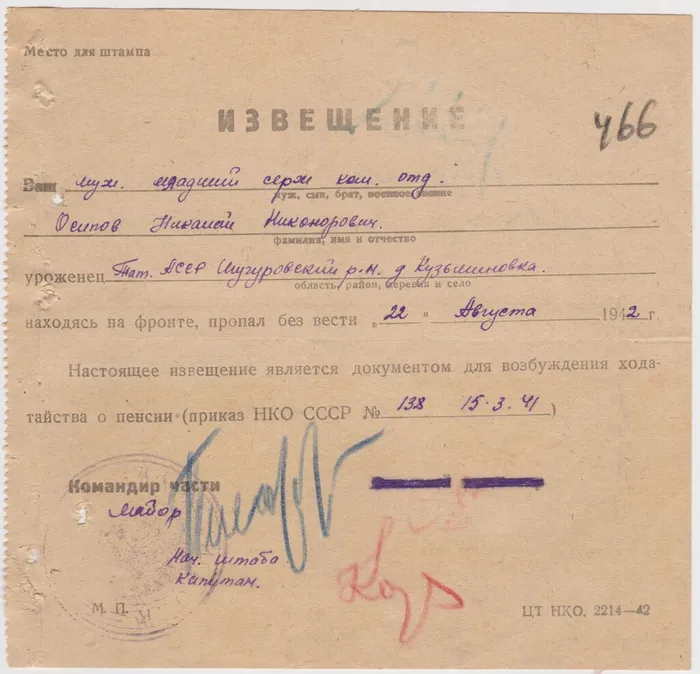 Место для штампа
ИЗВЕЩЕНИЕ
466
Ваш муж. младший серж ком. отд.
муж, сын, брат, военное звание
Осипов Николай Никонорович.
фамилия, имя и отчество
уроженец Тат. АССР Шугуровский р-н. д Кузьминовка.
область, район, деревня и село
находясь на фронте, пропал без вести „22" Августа 1942 г.
Настоящее извещение является документом для возбуждения хода-
тайства о пенсии (приказ НКО СССР № 138 15.3.41)
Командир части
майор
Нач. штаба
Капитан.
М. П.
ЦТ НКО. 2214—42